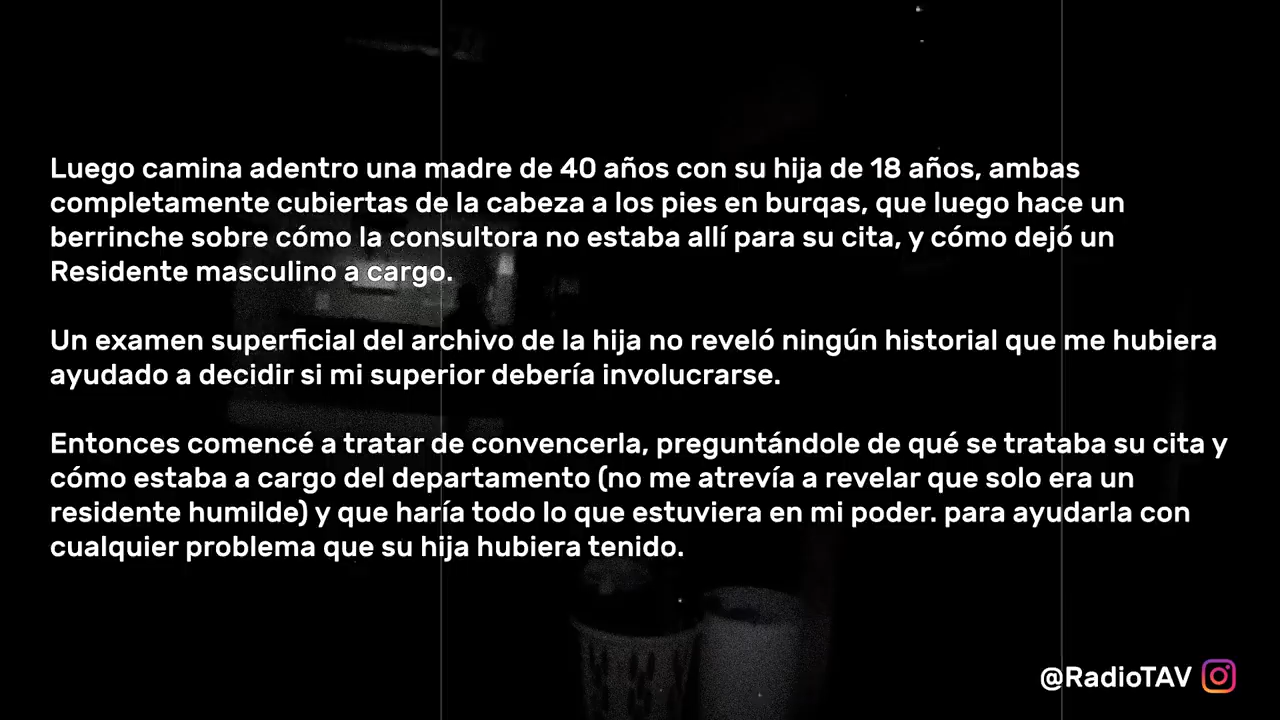 Luego camina adentro una madre de 40 años con su hija de 18 años, ambas
completamente cubiertas de la cabeza a los pies en burqas, que luego hace un
berrinche sobre cómo la consultora no estaba allí para su cita, y cómo dejó un
Residente masculino a cargo.
Un examen superficial del archivo de la hija no reveló ningún historial que me hubiera
ayudado a decidir si mi superior debería involucrarse.
Entonces comencé a tratar de convencerla, preguntándole de qué se trataba su cita y
cómo estaba a cargo del departamento (no me atrevía a revelar que solo era un
residente humilde) y que haría todo lo que estuviera en mi poder. para ayudarla con
cualquier problema que su hija hubiera tenido.
@RadioTAV